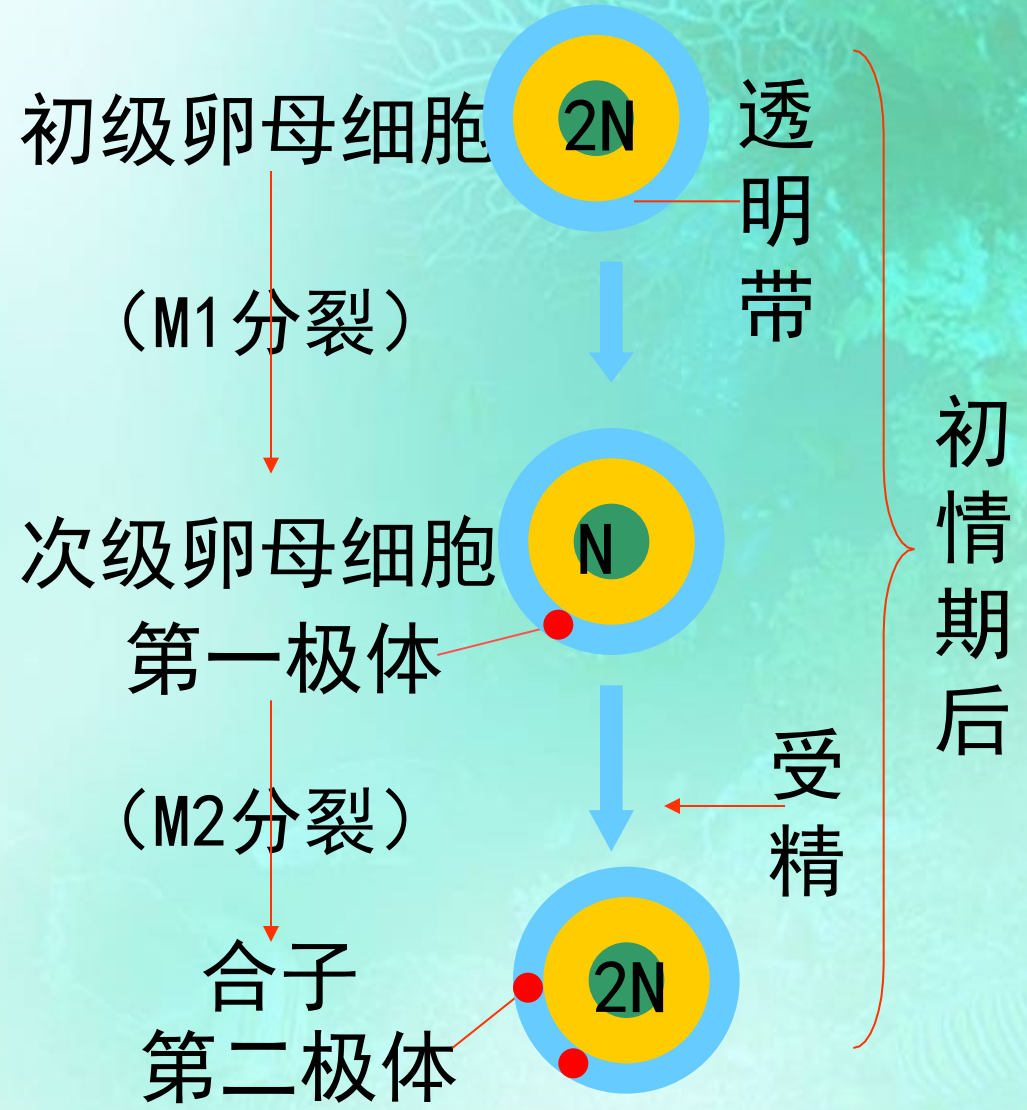 初级卵母细胞
2N
透明带
（M1分裂）
次级卵母细胞
N
第一极体
初情期后
受精
（M2分裂）
合子
2N
第二极体